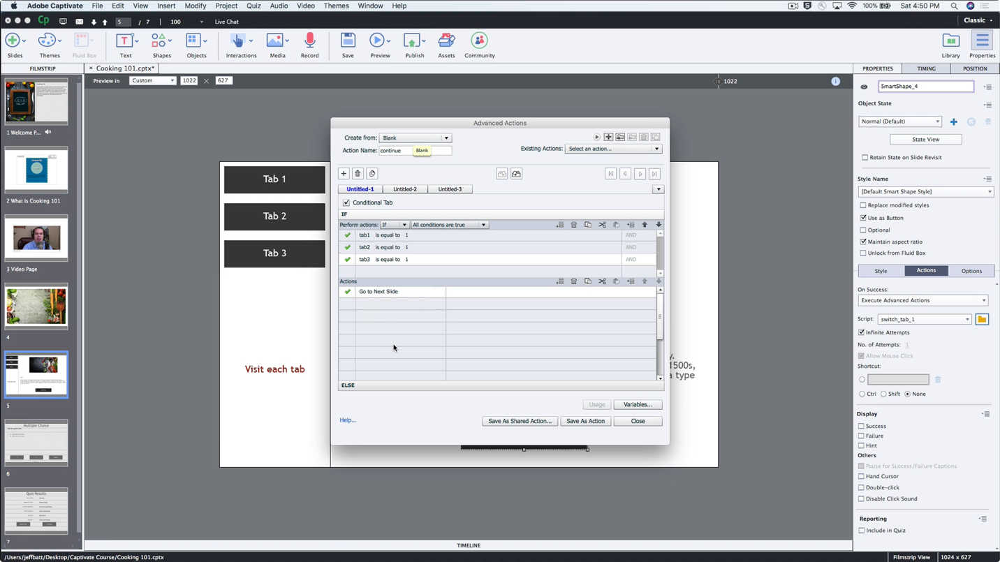 Adobe Captivate File Edit View Insert Modify Project Quiz Audio Video Themes Window Help 100% Sat 4:50 PM
Cp 5 / 7 100 Live Chat Classic
Slides Themes Fluid Box Text Shapes Objects Interactions Media Record Save Preview Publish Assets Community Library Properties
FILMSTRIP × Cooking 101.cptx* PROPERTIES TIMING POSITION
Preview in Custom 1022 × 627 1022
SmartShape_4
Object State
Normal (Default)
State View
Retain State on Slide Revisit
Style Name
[Default Smart Shape Style]
Replace modified styles
Use as Button
Optional
Maintain aspect ratio
Unlock from Fluid Box
Style Actions Options
On Success:
Execute Advanced Actions
Script: switch_tab_1
Infinite Attempts
No. of Attempts: 1
Allow Mouse Click
Shortcut:
Ctrl Shift None
Display
Success
Failure
Hint
Others
Pause for Success/Failure Captions
Hand Cursor
Double-click
Disable Click Sound
Reporting
Include in Quiz
1 Welcome P...
2 What is Cooking 101
3 Video Page
4
5
Multiple Choice
6
Quiz Results
7
Tab 1
Tab 2
Tab 3
Visit each tab
y.
1500s,
a type
Advanced Actions
Create from: Blank
Action Name: continue Blank
Existing Actions: Select an action...
Untitled-1 Untitled-2 Untitled-3
Conditional Tab
IF
Perform actions: If All conditions are true
tab1 is equal to 1 AND
tab2 is equal to 1 AND
tab3 is equal to 1 AND
Actions
Go to Next Slide
ELSE
Usage Variables...
Help... Save As Shared Action... Save As Action Close
TIMELINE
/Users/jeffbatt/Desktop/Captivate Course/Cooking 101.cptx Filmstrip View 1024 x 627